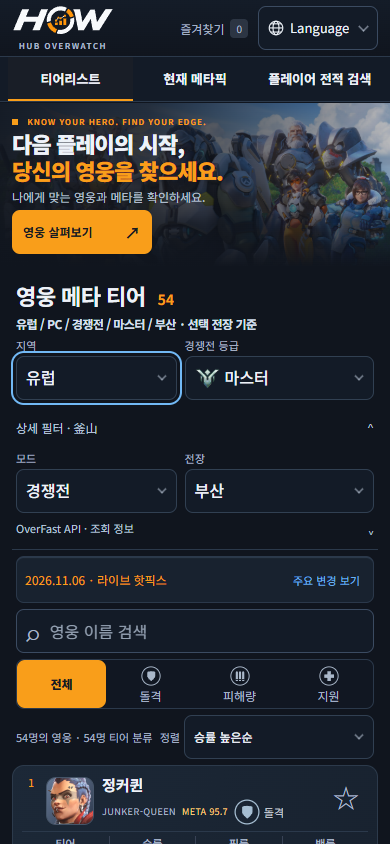 HOW
HUB OVERWATCH
즐겨찾기 0
Language
티어리스트 현재 메타픽 플레이어 전적 검색
KNOW YOUR HERO. FIND YOUR EDGE.
다음 플레이의 시작,
당신의 영웅을 찾으세요.
나에게 맞는 영웅과 메타를 확인하세요.
영웅 살펴보기 ↗
영웅 메타 티어 54
유럽 / PC / 경쟁전 / 마스터 / 부산 · 선택 전장 기준
지역 경쟁전 등급
유럽 마스터
상세 필터 · 釜山 ^
모드 전장
경쟁전 부산
OverFast API · 조회 정보 v
2026.11.06 · 라이브 핫픽스 주요 변경 보기
영웅 이름 검색
전체 돌격 피해량 지원
54명의 영웅 · 54명 티어 분류 정렬 승률 높은순
1 정커퀸
JUNKER-QUEEN META 95.7 돌격
티어 승률 픽률 밴률